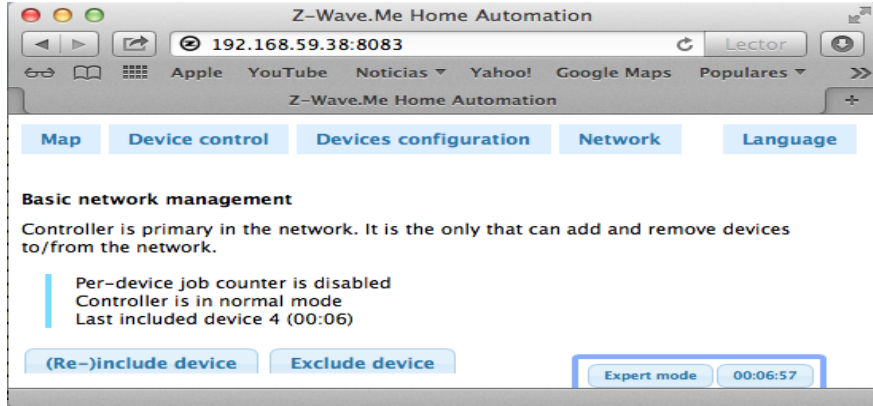 Z-Wave.Me Home Automation
192.168.59.38:8083 Lector
Apple YouTube Noticias Yahoo! Google Maps Populares >>
Z-Wave.Me Home Automation +
Map Device control Devices configuration Network Language
Basic network management
Controller is primary in the network. It is the only that can add and remove devices
to/from the network.
Per-device job counter is disabled
Controller is in normal mode
Last included device 4 (00:06)
(Re-)include device Exclude device
Expert mode 00:06:57